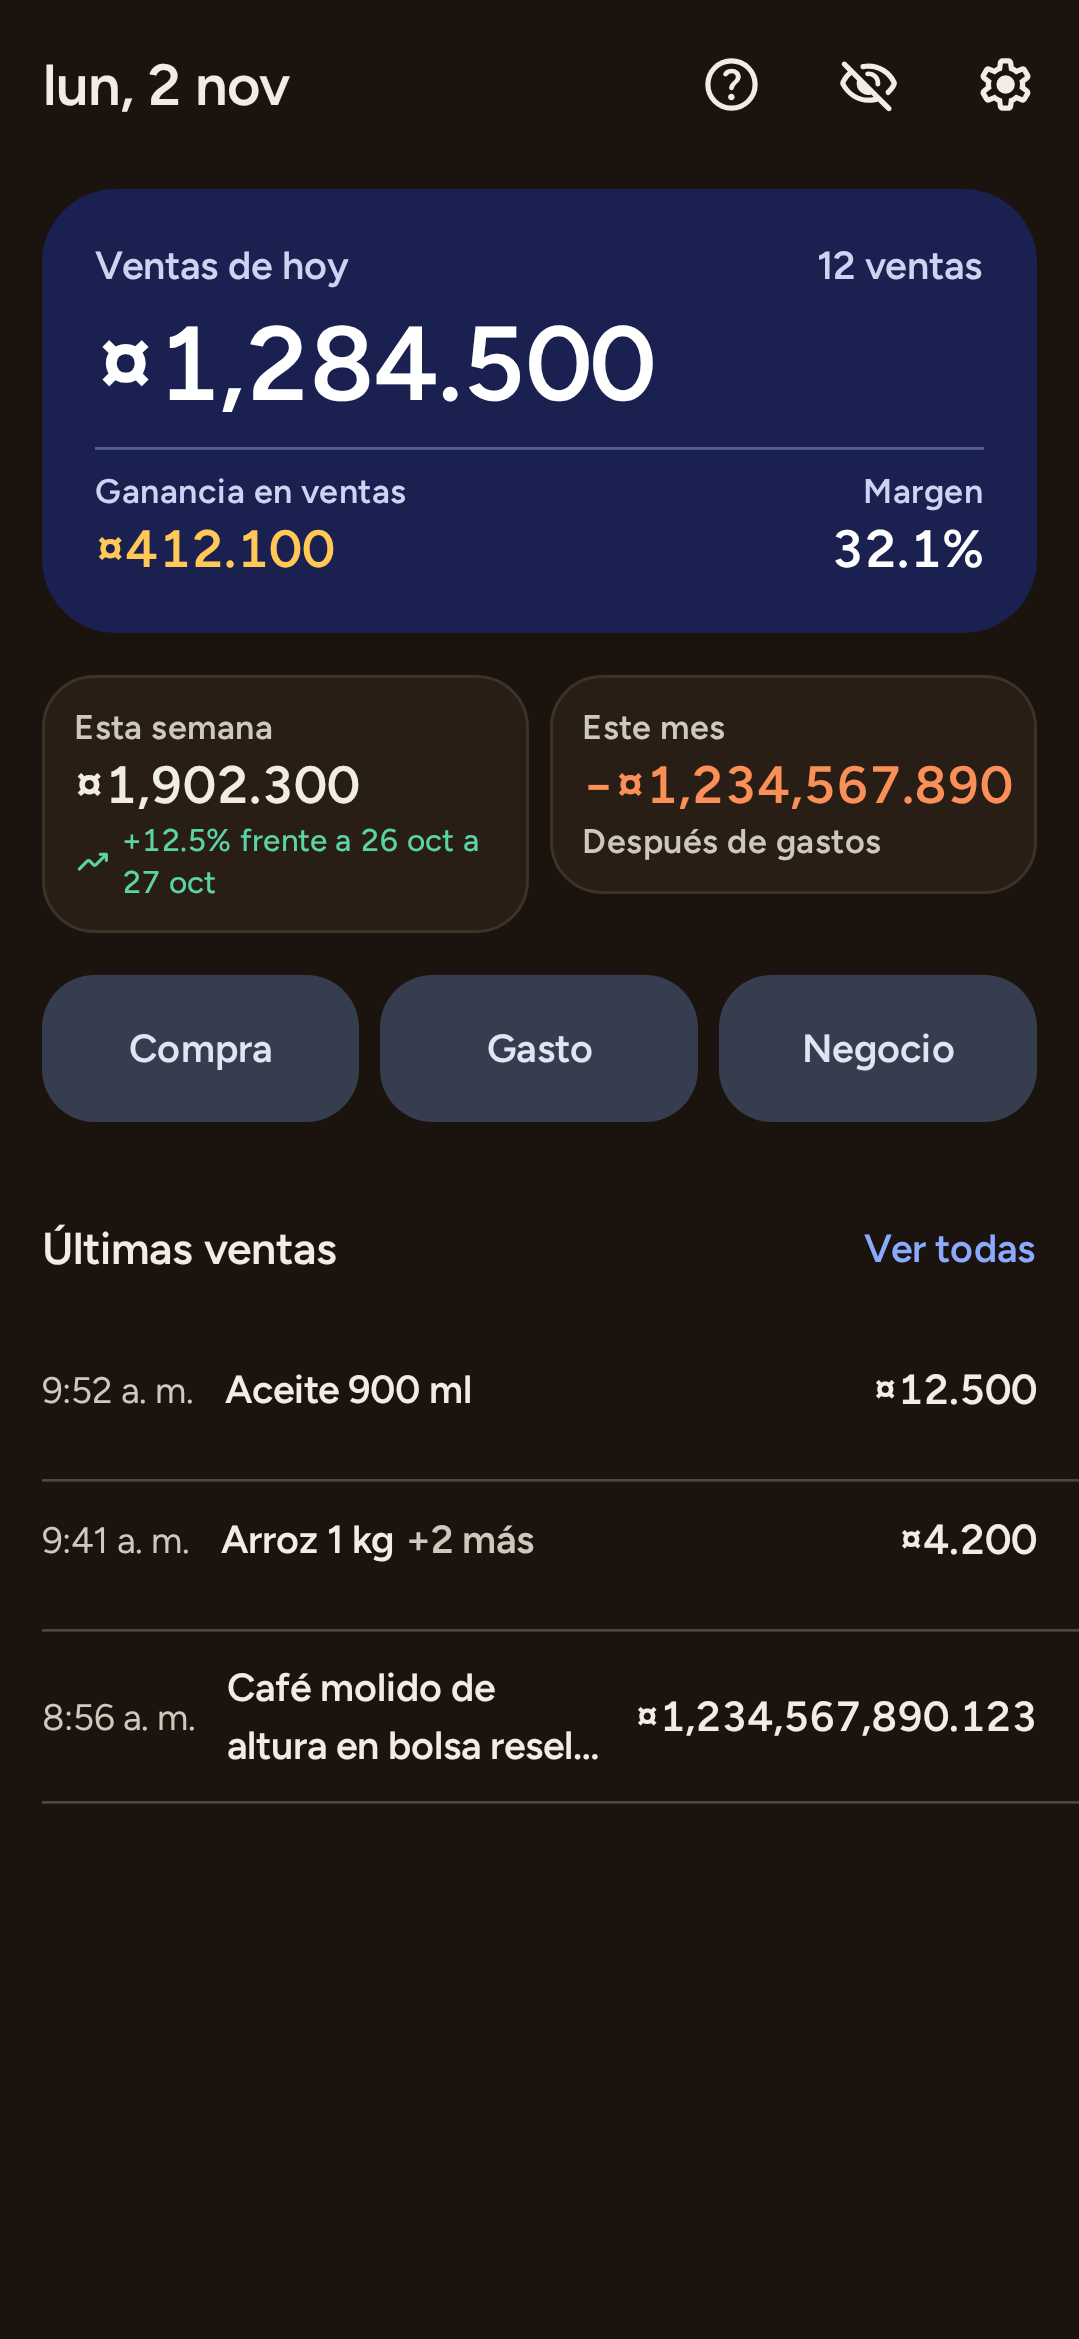 lun, 2 nov
Ventas de hoy
12 ventas
¤1,284.500
Ganancia en ventas
Margen
¤412.100
32.1%
Esta semana
¤1,902.300
+12.5% frente a 26 oct a
27 oct
Este mes
−¤1,234,567.890
Después de gastos
Compra
Gasto
Negocio
Últimas ventas
Ver todas
9:52 a. m.
Aceite 900 ml
¤12.500
9:41 a. m.
Arroz 1 kg +2 más
¤4.200
8:56 a. m.
Café molido de
altura en bolsa resel...
¤1,234,567,890.123